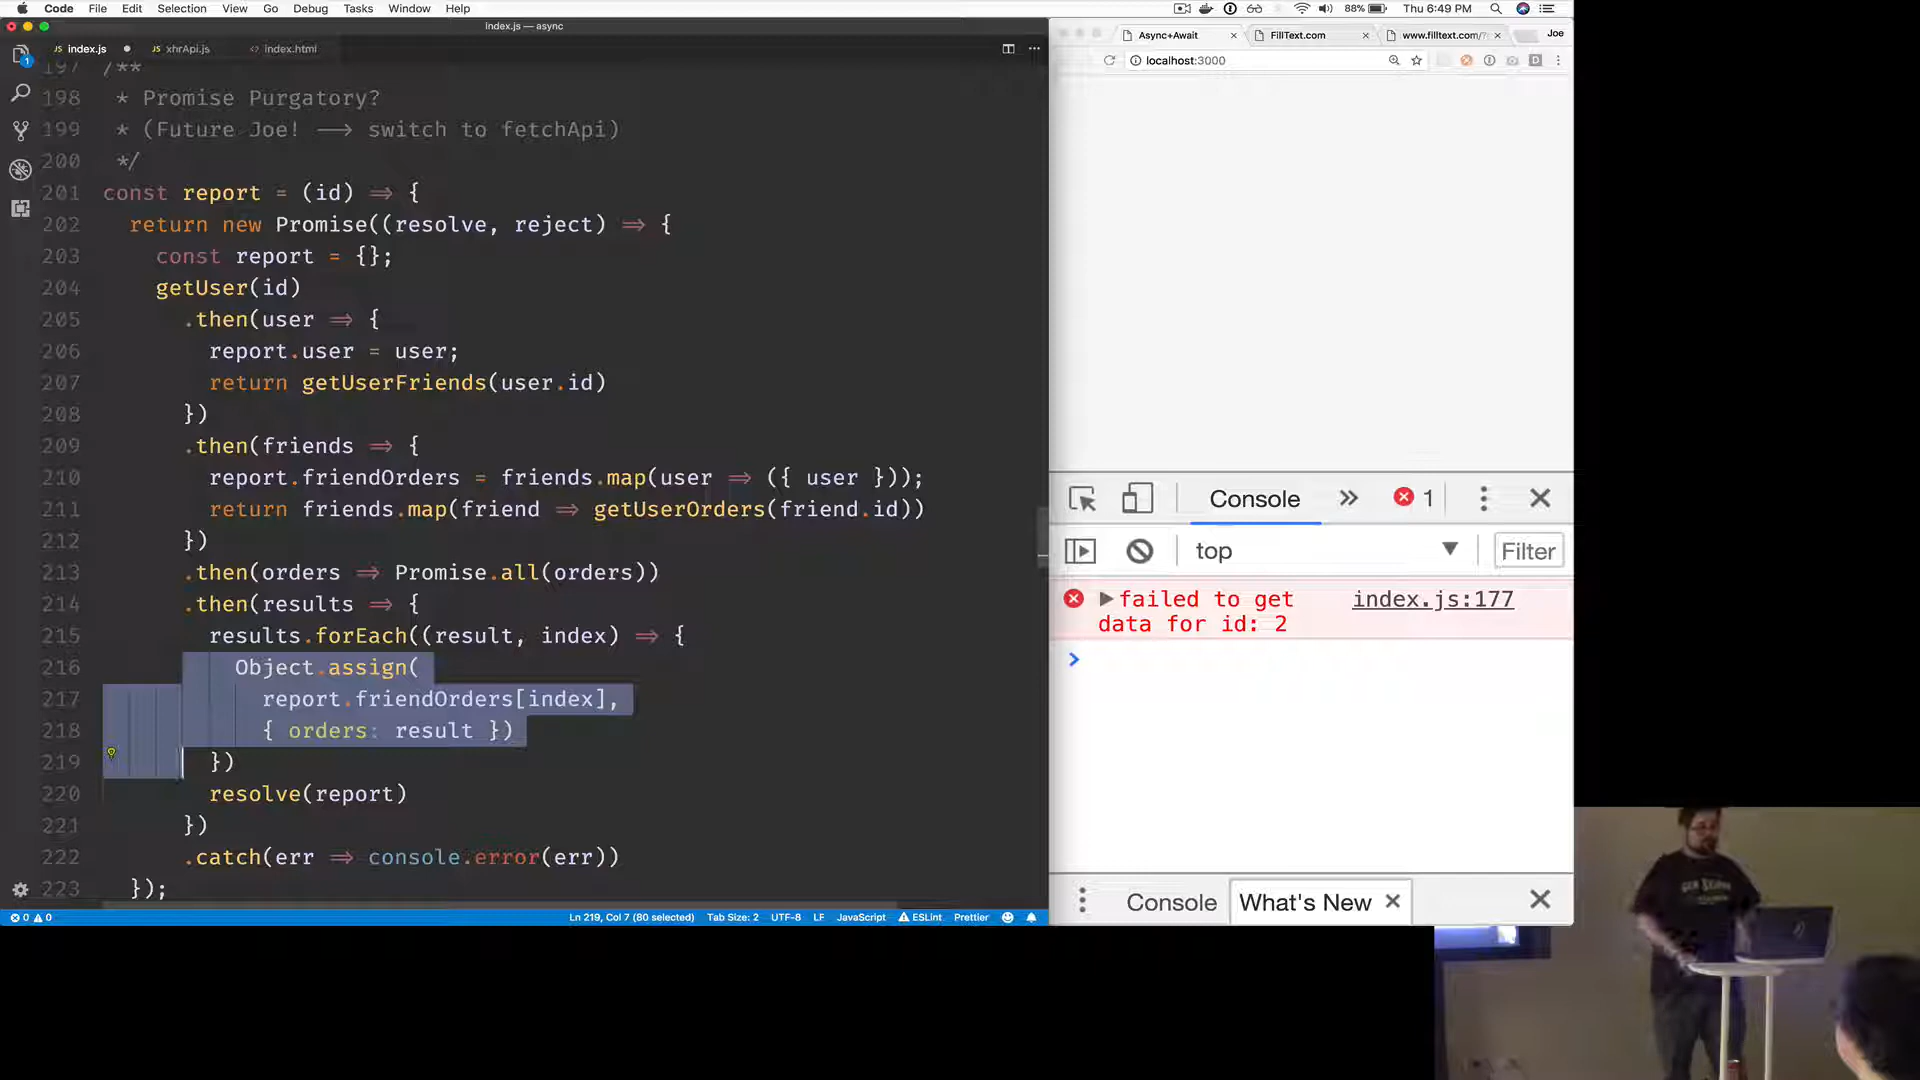 Code File Edit Selection View Go Debug Tasks Window Help
88% Thu 6:49 PM
index.js — async
index.js xhrApi.js index.html
Async+Await FillText.com www.filltext.com/? Joe
localhost:3000
197 /**
198 * Promise Purgatory?
199 * (Future Joe! ⟶ switch to fetchApi)
200 */
201 const report = (id) ⇒ {
202 return new Promise((resolve, reject) ⇒ {
203 const report = {};
204 getUser(id)
205 .then(user ⇒ {
206 report.user = user;
207 return getUserFriends(user.id)
208 })
209 .then(friends ⇒ {
210 report.friendOrders = friends.map(user ⇒ ({ user }));
211 return friends.map(friend ⇒ getUserOrders(friend.id))
212 })
213 .then(orders ⇒ Promise.all(orders))
214 .then(results ⇒ {
215 results.forEach((result, index) ⇒ {
216 Object.assign(
217 report.friendOrders[index],
218 { orders: result })
219 })
220 resolve(report)
221 })
222 .catch(err ⇒ console.error(err))
223 });
Console 1
top Filter
failed to get index.js:177
data for id: 2
Console What's New
0 0 Ln 219, Col 7 (80 selected) Tab Size: 2 UTF-8 LF JavaScript ESLint Prettier